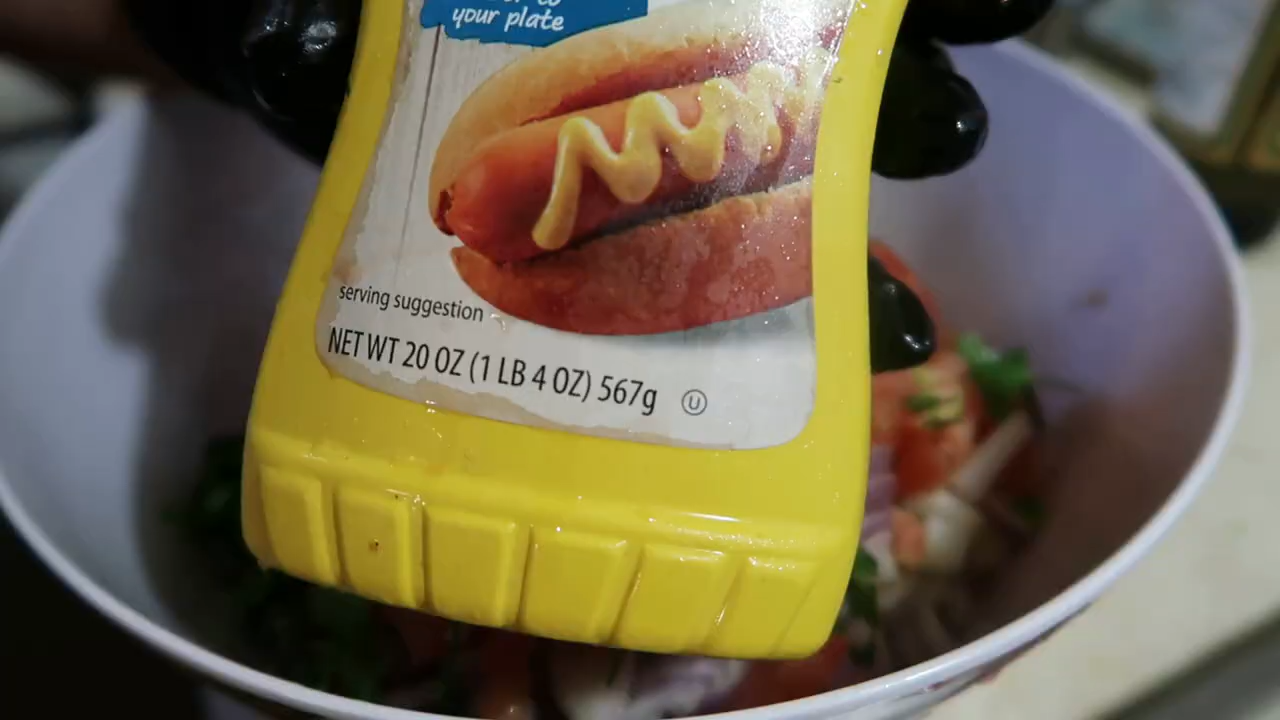 your plate
serving suggestion
NET WT 20 OZ (1 LB 4 OZ) 567g Ⓤ